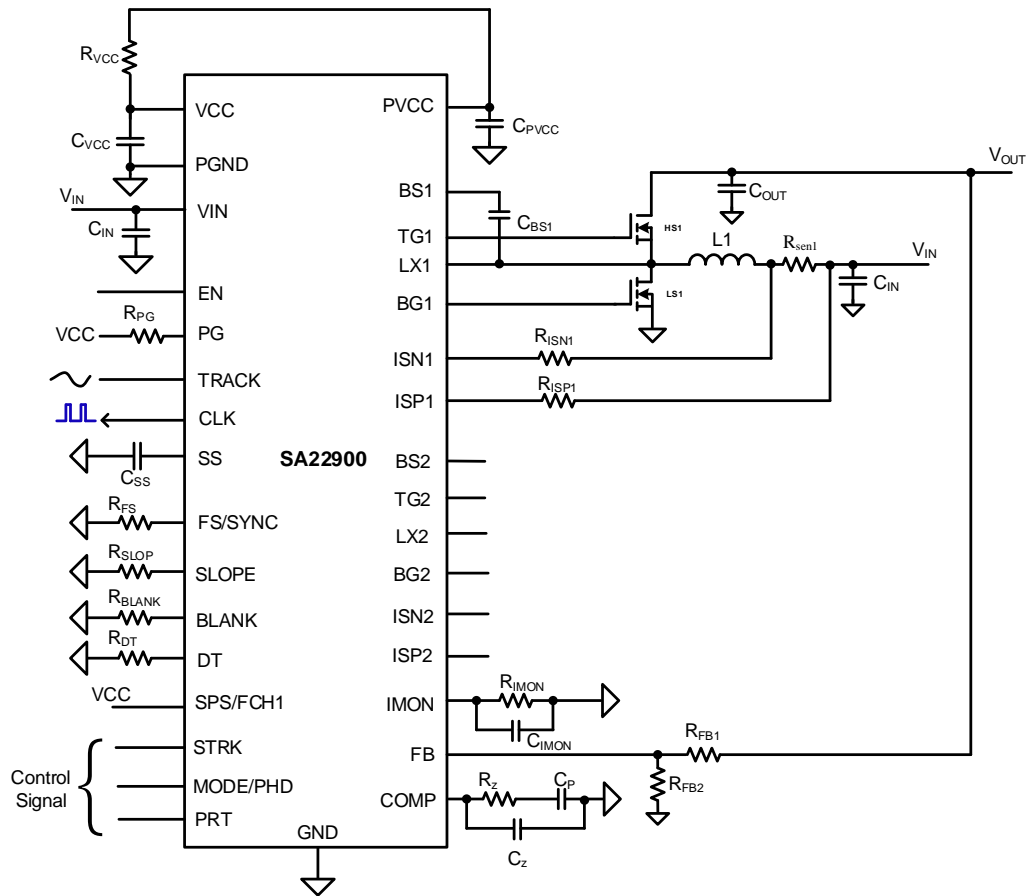 RVCC
VCC
PVCC
CVCC
CPVCC
PGND
VIN
VIN
CIN
BS1
CBS1
TG1
HS1
COUT
VOUT
LX1
L1
Rsen1
VIN
CIN
EN
BG1
LS1
RPG
VCC
PG
ISN1
RISN1
TRACK
ISP1
RISP1
CLK
SS
CSS
SA22900
BS2
TG2
RFS
FS/SYNC
LX2
RSLOP
SLOPE
BG2
RBLANK
BLANK
ISN2
RDT
DT
ISP2
VCC
SPS/FCH1
IMON
RIMON
CIMON
STRK
FB
RFB1
RFB2
Control
Signal
MODE/PHD
COMP
Rz
CP
Cz
PRT
GND